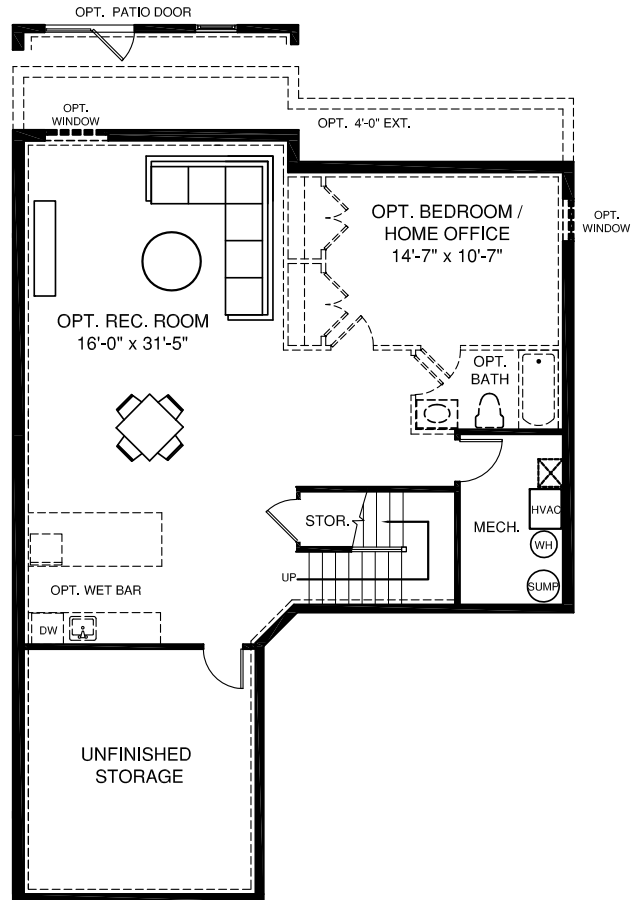 OPT. PATIO DOOR
OPT.
WINDOW
OPT. 4'-0" EXT.
OPT. BEDROOM /
HOME OFFICE
14'-7" x 10'-7"
OPT.
WINDOW
OPT. REC. ROOM
16'-0" x 31'-5"
OPT.
BATH
STOR.
MECH.
HVAC
WH
UP
SUMP
OPT. WET BAR
DW
UNFINISHED
STORAGE